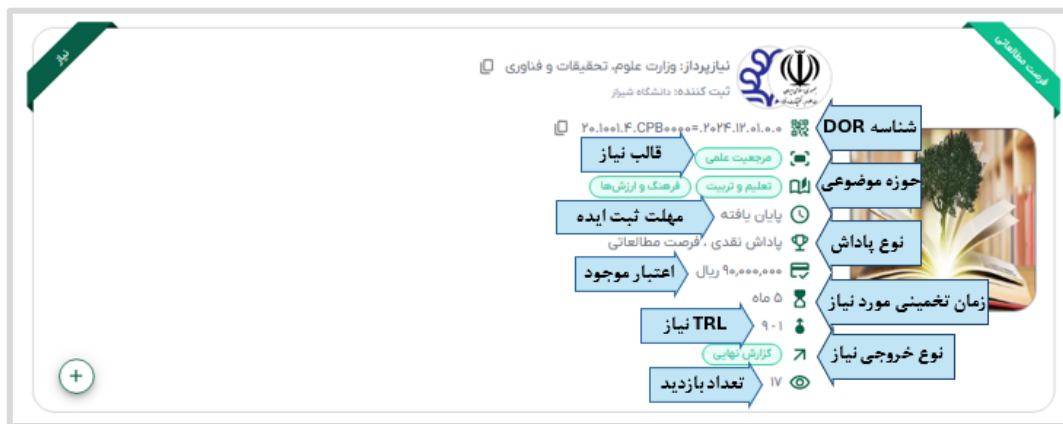 نیاز
فرصت مطالعاتی
نیازپرداز: وزارت علوم، تحقیقات و فناوری
ثبت کننده: دانشگاه شیراز
شناسه DOR
۲۰.۱۰۰۱.۴.CPB۰۰۰۰=.۲۰۲۴.۱۲.۰۱.۰.۰
قالب نیاز
مرجعیت علمی
حوزه موضوعی
تعلیم و تربیت
فرهنگ و ارزش‌ها
مهلت ثبت ایده
پایان یافته
نوع پاداش
پاداش نقدی ، فرصت مطالعاتی
اعتبار موجود
۹۰,۰۰۰,۰۰۰ ریال
زمان تخمینی مورد نیاز
۵ ماه
TRL نیاز
۹-۱
نوع خروجی نیاز
گزارش نهایی
تعداد بازدید
۱۷